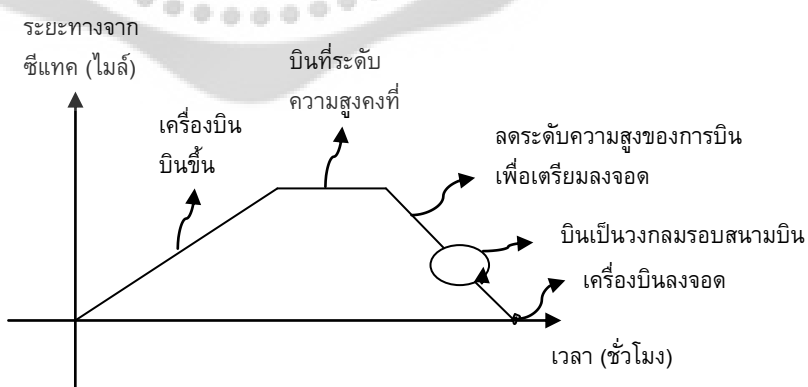 ระยะทางจาก
ซีแทค (ไมล์)
บินที่ระดับ
ความสูงคงที่
เครื่องบิน
บินขึ้น
ลดระดับความสูงของการบิน
เพื่อเตรียมลงจอด
บินเป็นวงกลมรอบสนามบิน
เครื่องบินลงจอด
เวลา (ชั่วโมง)